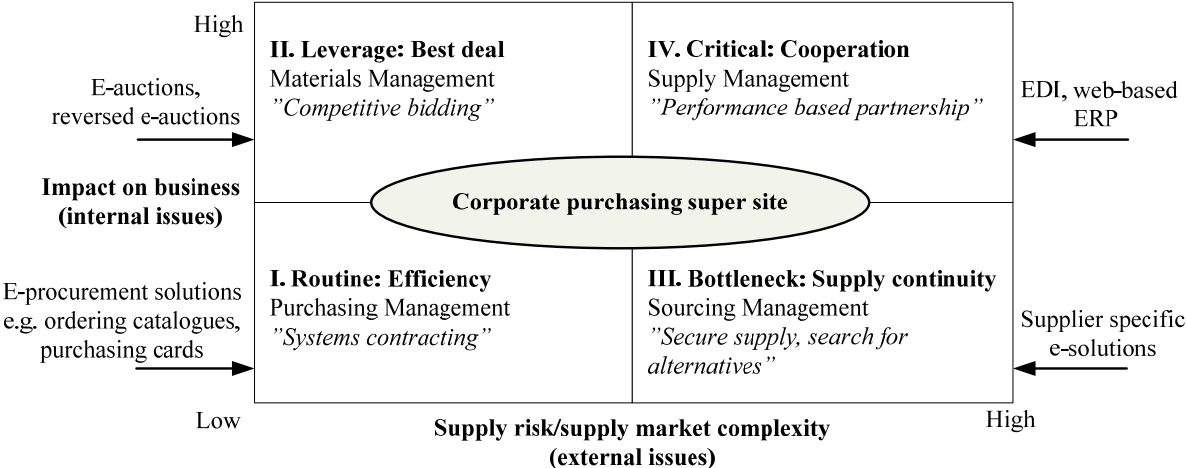 High
II. Leverage: Best deal
Materials Management
”Competitive bidding”
IV. Critical: Cooperation
Supply Management
”Performance based partnership”
E-auctions,
reversed e-auctions
EDI, web-based
ERP
Impact on business
(internal issues)
Corporate purchasing super site
I. Routine: Efficiency
Purchasing Management
”Systems contracting”
III. Bottleneck: Supply continuity
Sourcing Management
”Secure supply, search for
alternatives”
E-procurement solutions
e.g. ordering catalogues,
purchasing cards
Supplier specific
e-solutions
Low
High
Supply risk/supply market complexity
(external issues)